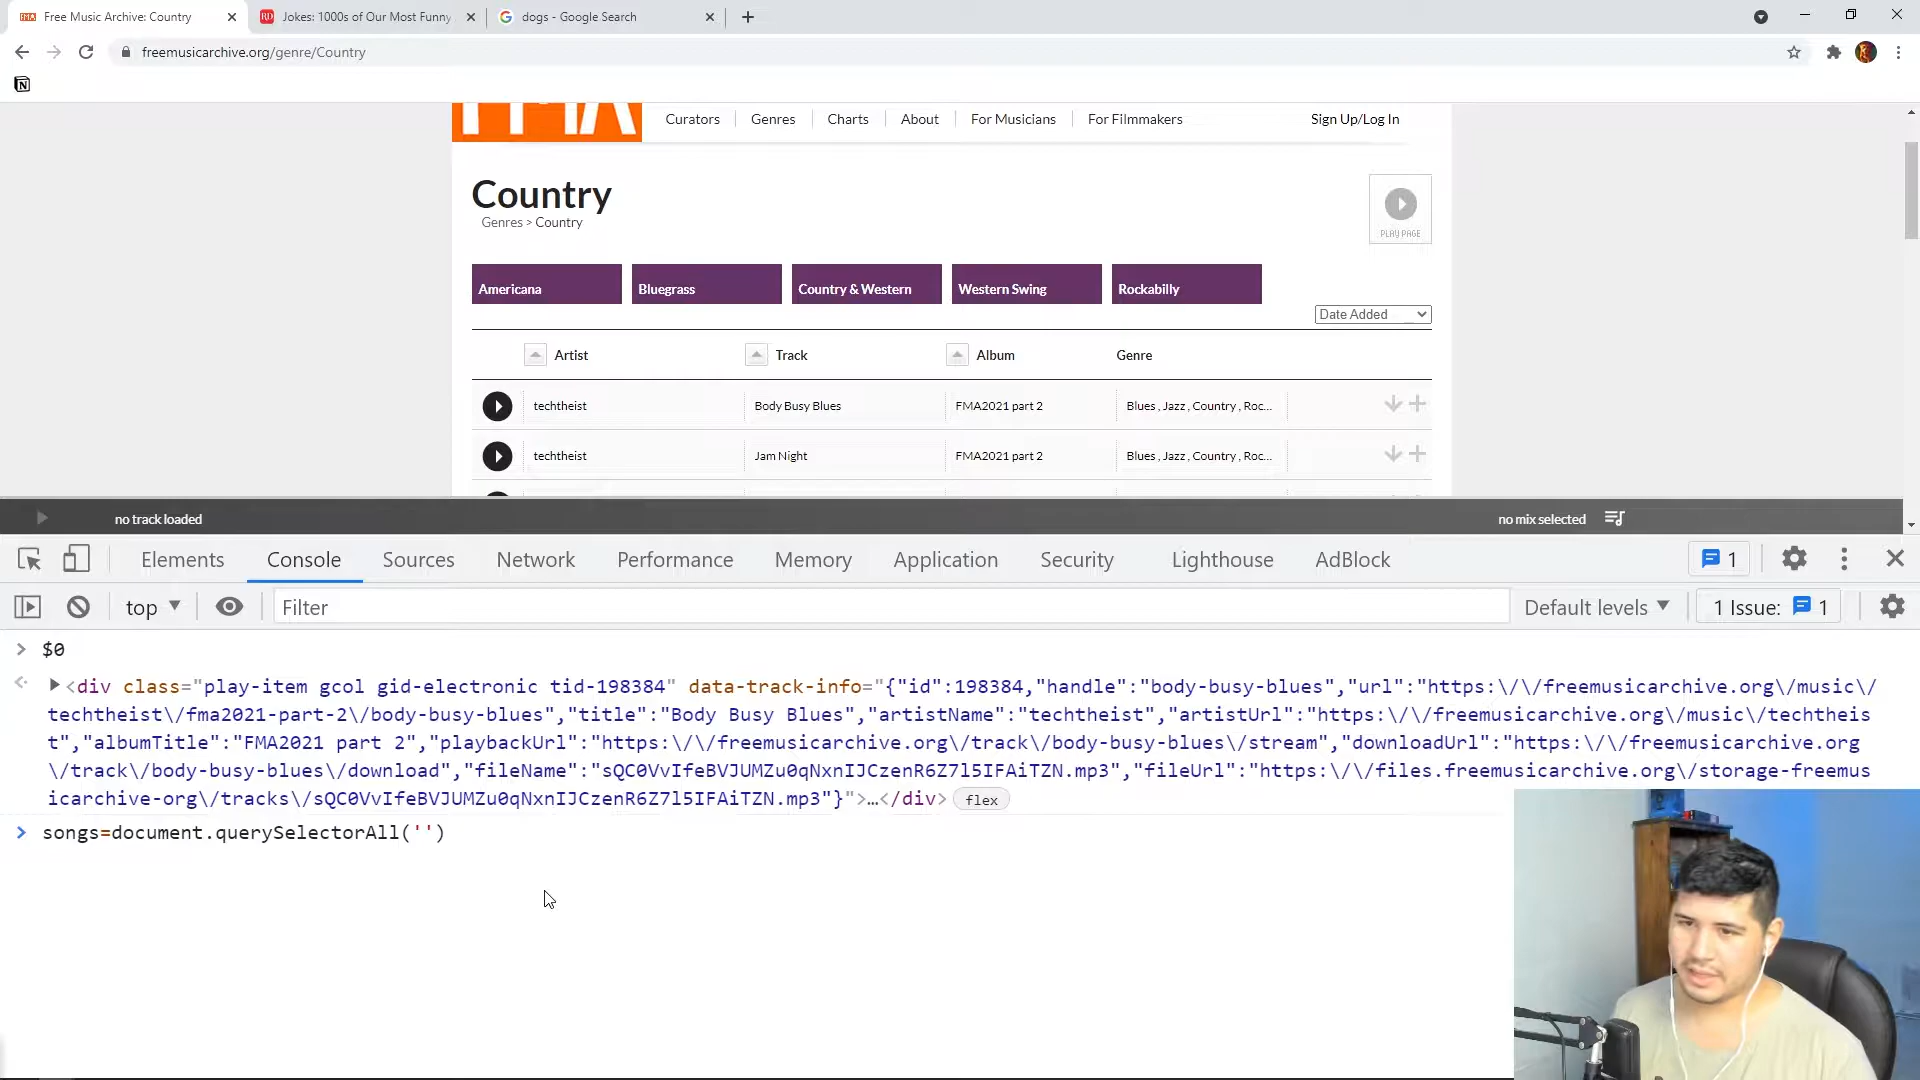 Free Music Archive: Country
Jokes: 1000s of Our Most Funny
dogs - Google Search
freemusicarchive.org/genre/Country
Curators
Genres
Charts
About
For Musicians
For Filmmakers
Sign Up/Log In
Country
Genres > Country
PLAY PAGE
Americana
Bluegrass
Country & Western
Western Swing
Rockabilly
Date Added
Artist
Track
Album
Genre
techtheist
Body Busy Blues
FMA2021 part 2
Blues , Jazz , Country , Roc...
techtheist
Jam Night
FMA2021 part 2
Blues , Jazz , Country , Roc...
no track loaded
no mix selected
Elements
Console
Sources
Network
Performance
Memory
Application
Security
Lighthouse
AdBlock
1
top
Filter
Default levels
1 Issue: 1
> $0
<div class="play-item gcol gid-electronic tid-198384" data-track-info="{"id":198384,"handle":"body-busy-blues","url":"https:\/\/freemusicarchive.org\/music\/
techtheist\/fma2021-part-2\/body-busy-blues","title":"Body Busy Blues","artistName":"techtheist","artistUrl":"https:\/\/freemusicarchive.org\/music\/techtheis
t","albumTitle":"FMA2021 part 2","playbackUrl":"https:\/\/freemusicarchive.org\/track\/body-busy-blues\/stream","downloadUrl":"https:\/\/freemusicarchive.org
\/track\/body-busy-blues\/download","fileName":"sQC0VvIfeBVJUMZu0qNxnIJCzenR6Z7l5IFAiTZN.mp3","fileUrl":"https:\/\/files.freemusicarchive.org\/storage-freemus
icarchive-org\/tracks\/sQC0VvIfeBVJUMZu0qNxnIJCzenR6Z7l5IFAiTZN.mp3"}">…</div> flex
> songs=document.querySelectorAll('')